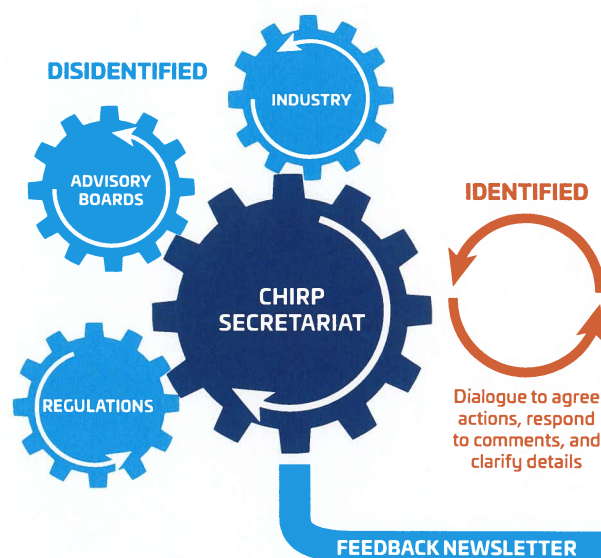 DISIDENTIFIED
INDUSTRY
ADVISORY
BOARDS
IDENTIFIED
CHIRP
SECRETARIAT
REGULATIONS
Dialogue to agree
actions, respond
to comments, and
clarify details
FEEDBACK NEWSLETTER